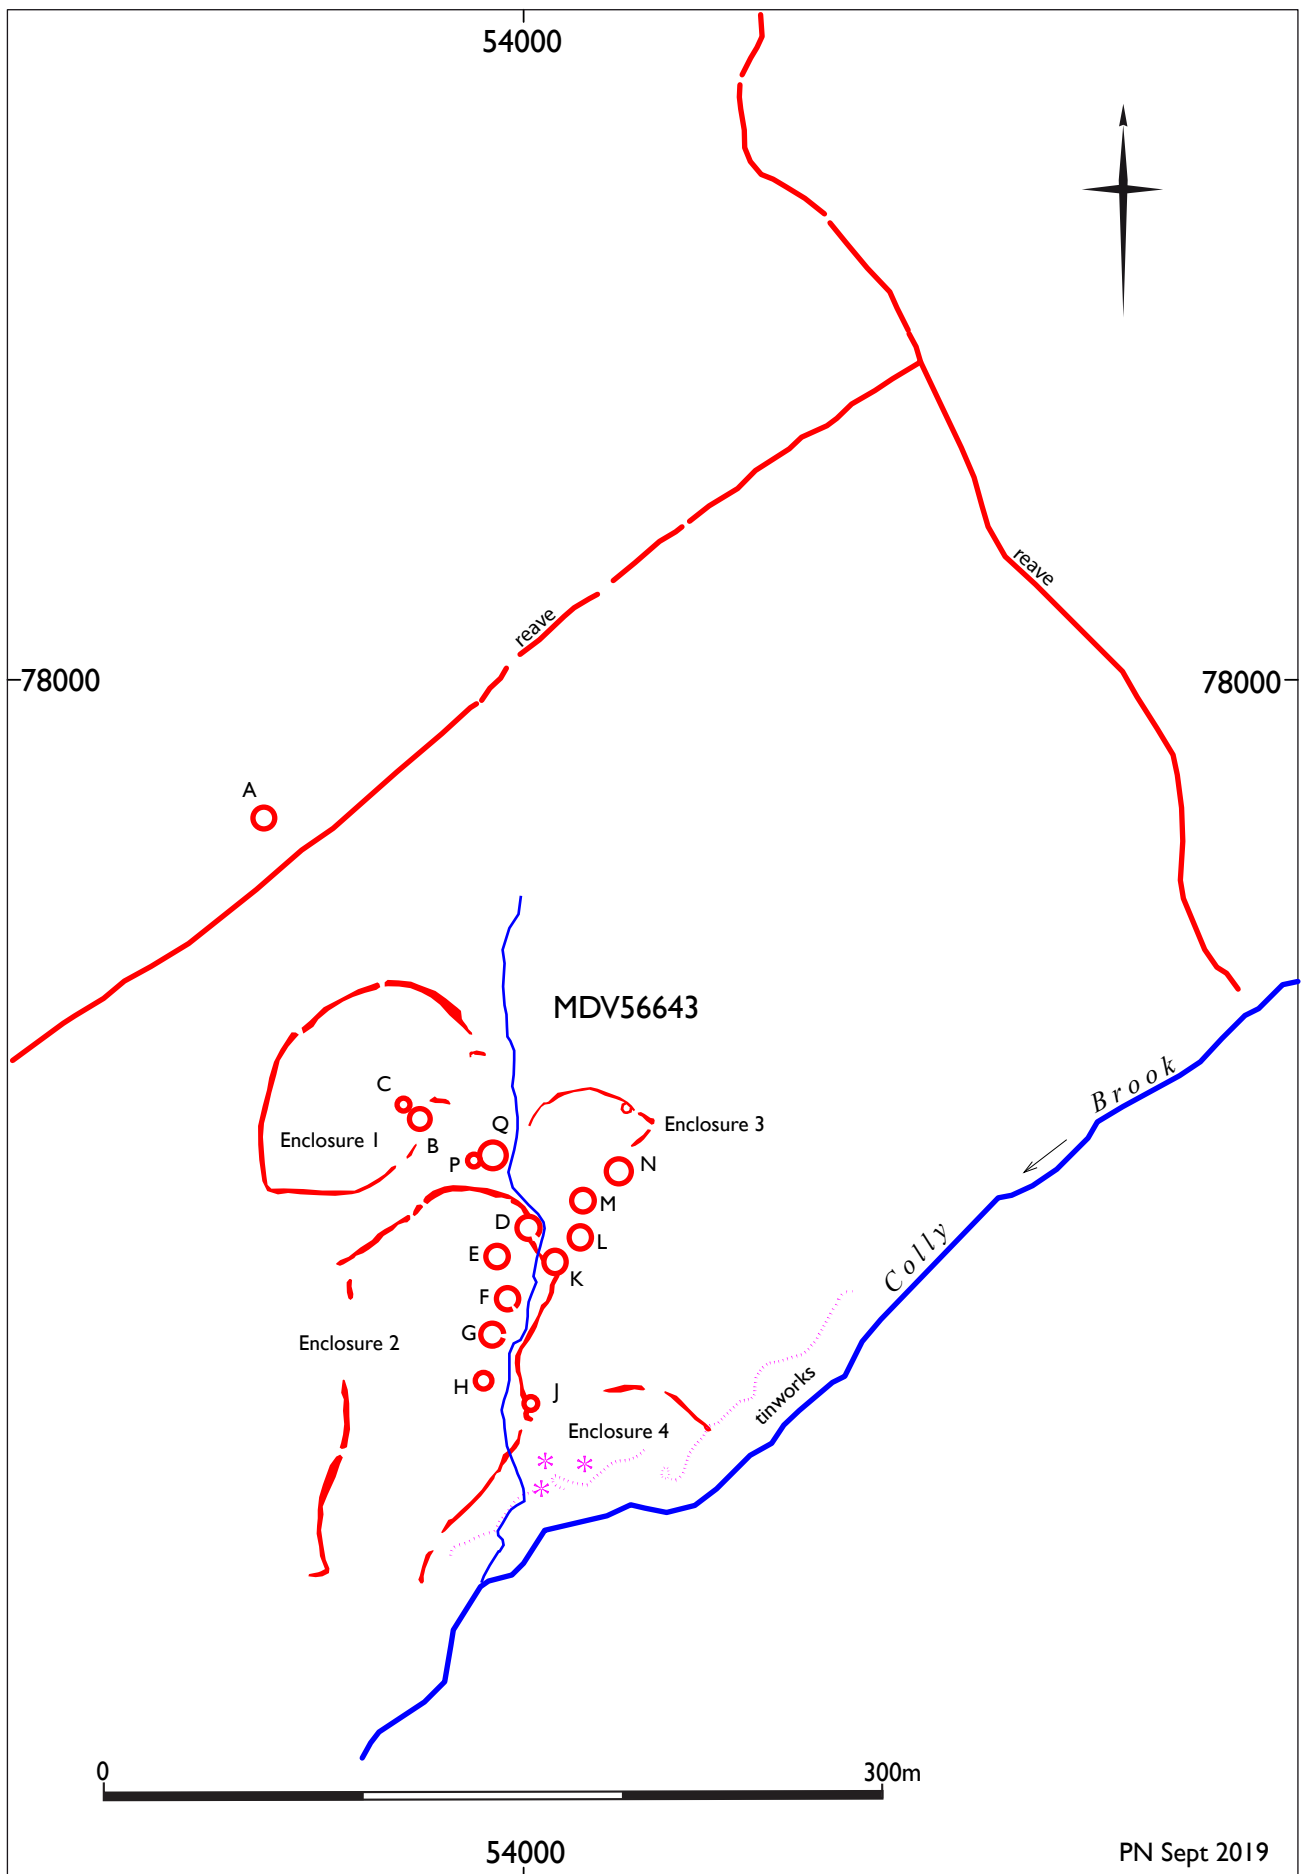 54000
reave
reave
78000
78000
A
MDV56643
Brook
C
B
Enclosure 1
Q
P
Enclosure 3
N
M
D
L
E
K
Colly
F
G
Enclosure 2
H
J
tinworks
Enclosure 4
* *
*
0
300m
54000
PN Sept 2019